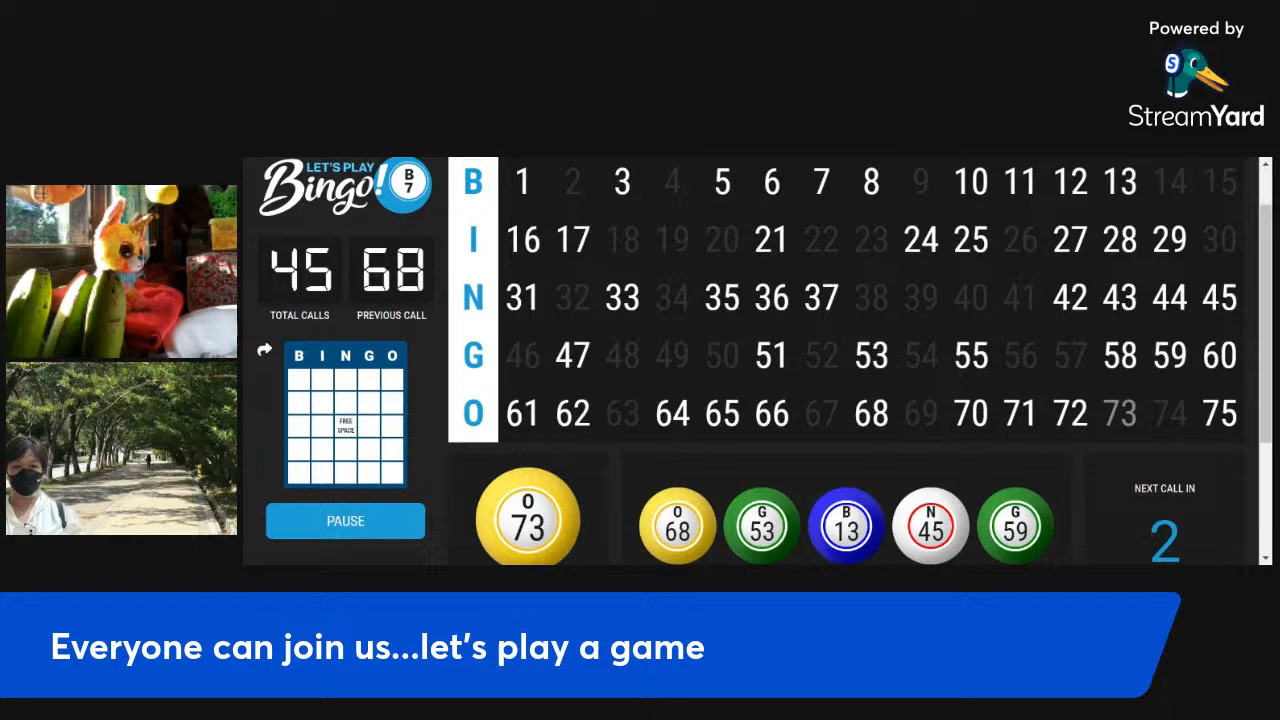 Powered by
StreamYard
LET'S PLAY
Bingo!
B
7
45 68
TOTAL CALLS PREVIOUS CALL
B I N G O
FREE
SPACE
PAUSE
B 1 2 3 4 5 6 7 8 9 10 11 12 13 14 15
I 16 17 18 19 20 21 22 23 24 25 26 27 28 29 30
N 31 32 33 34 35 36 37 38 39 40 41 42 43 44 45
G 46 47 48 49 50 51 52 53 54 55 56 57 58 59 60
O 61 62 63 64 65 66 67 68 69 70 71 72 73 74 75
O
73
O
68
G
53
B
13
N
45
G
59
NEXT CALL IN
2
Everyone can join us...let's play a game